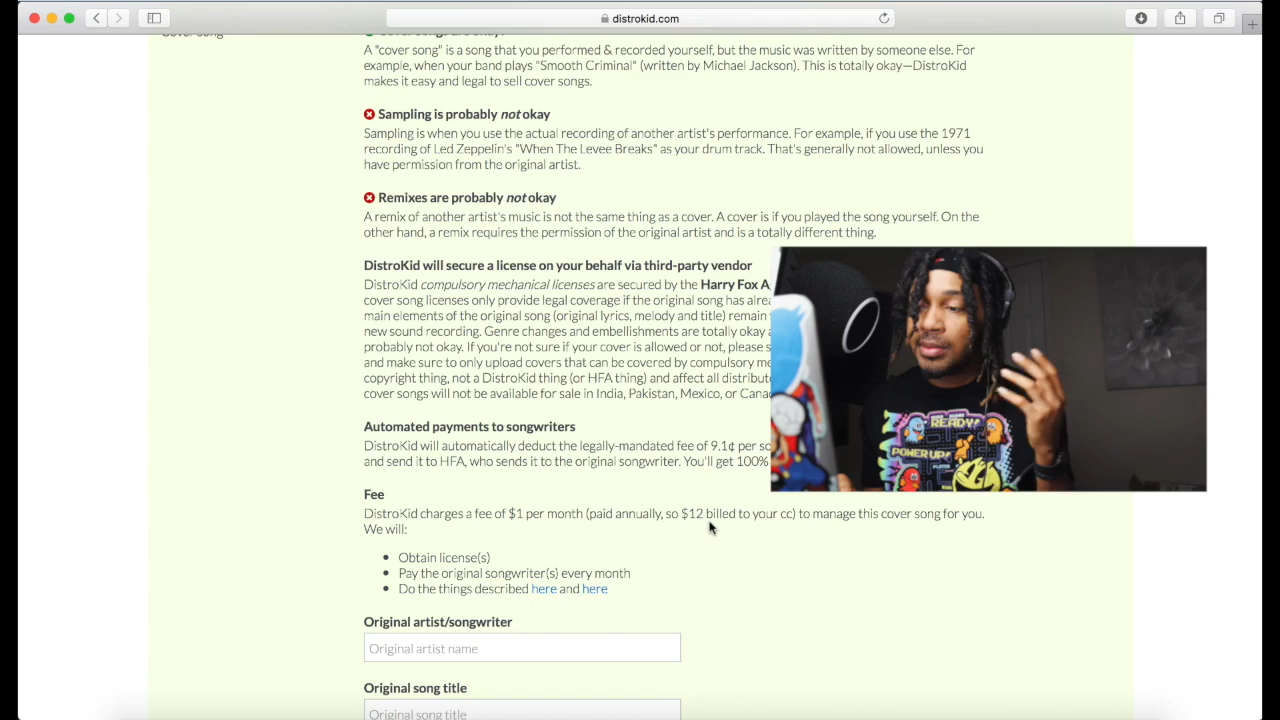 distrokid.com
A "cover song" is a song that you performed & recorded yourself, but the music was written by someone else. For
example, when your band plays "Smooth Criminal" (written by Michael Jackson). This is totally okay—DistroKid
makes it easy and legal to sell cover songs.
Sampling is probably not okay
Sampling is when you use the actual recording of another artist's performance. For example, if you use the 1971
recording of Led Zeppelin's "When The Levee Breaks" as your drum track. That's generally not allowed, unless you
have permission from the original artist.
Remixes are probably not okay
A remix of another artist's music is not the same thing as a cover. A cover is if you played the song yourself. On the
other hand, a remix requires the permission of the original artist and is a totally different thing.
DistroKid will secure a license on your behalf via third-party vendor
DistroKid compulsory mechanical licenses are secured by the Harry Fox
cover song licenses only provide legal coverage if the original song has
main elements of the original song (original lyrics, melody and title) remain
new sound recording. Genre changes and embellishments are totally okay
probably not okay. If you're not sure if your cover is allowed or not, please
and make sure to only upload covers that can be covered by compulsory
copyright thing, not a DistroKid thing (or HFA thing) and affect all
cover songs will not be available for sale in India, Pakistan, Mexico, or
Automated payments to songwriters
DistroKid will automatically deduct the legally-mandated fee of 9.1¢ per
and send it to HFA, who sends it to the original songwriter. You'll get 100%
READY!
POWER UP!
Fee
DistroKid charges a fee of $1 per month (paid annually, so $12 billed to your cc) to manage this cover song for you.
We will:
• Obtain license(s)
• Pay the original songwriter(s) every month
• Do the things described here and here
Original artist/songwriter
Original artist name
Original song title
Original song title